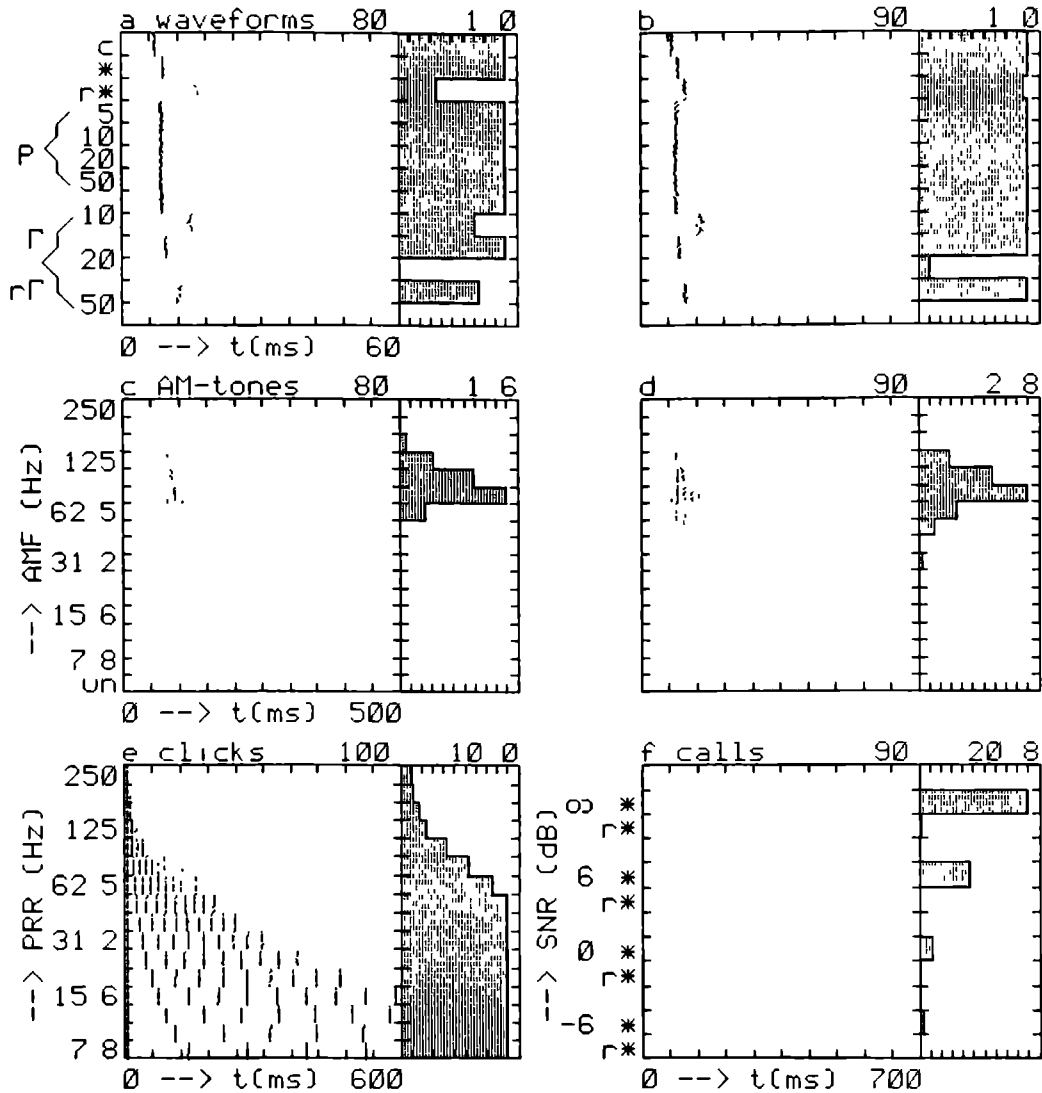 a waveforms 80 1 0
b 90 1 0
c
*
r*
p
5
10
20
50
r
10
20
rr
50
0 --> t(ms) 60
c AM-tones 80 1 6
d 90 2 8
--> AMF (Hz)
250
125
62 5
31 2
15 6
7 8
un
0 --> t(ms) 500
e clicks 100 10 0
f calls 90 20 8
--> PRR (Hz)
250
125
62 5
31 2
15 6
7 8
0 --> t(ms) 600
--> SNR (dB)
∞ *
r *
6 *
r *
0 *
r *
-6 *
r *
0 --> t(ms) 700